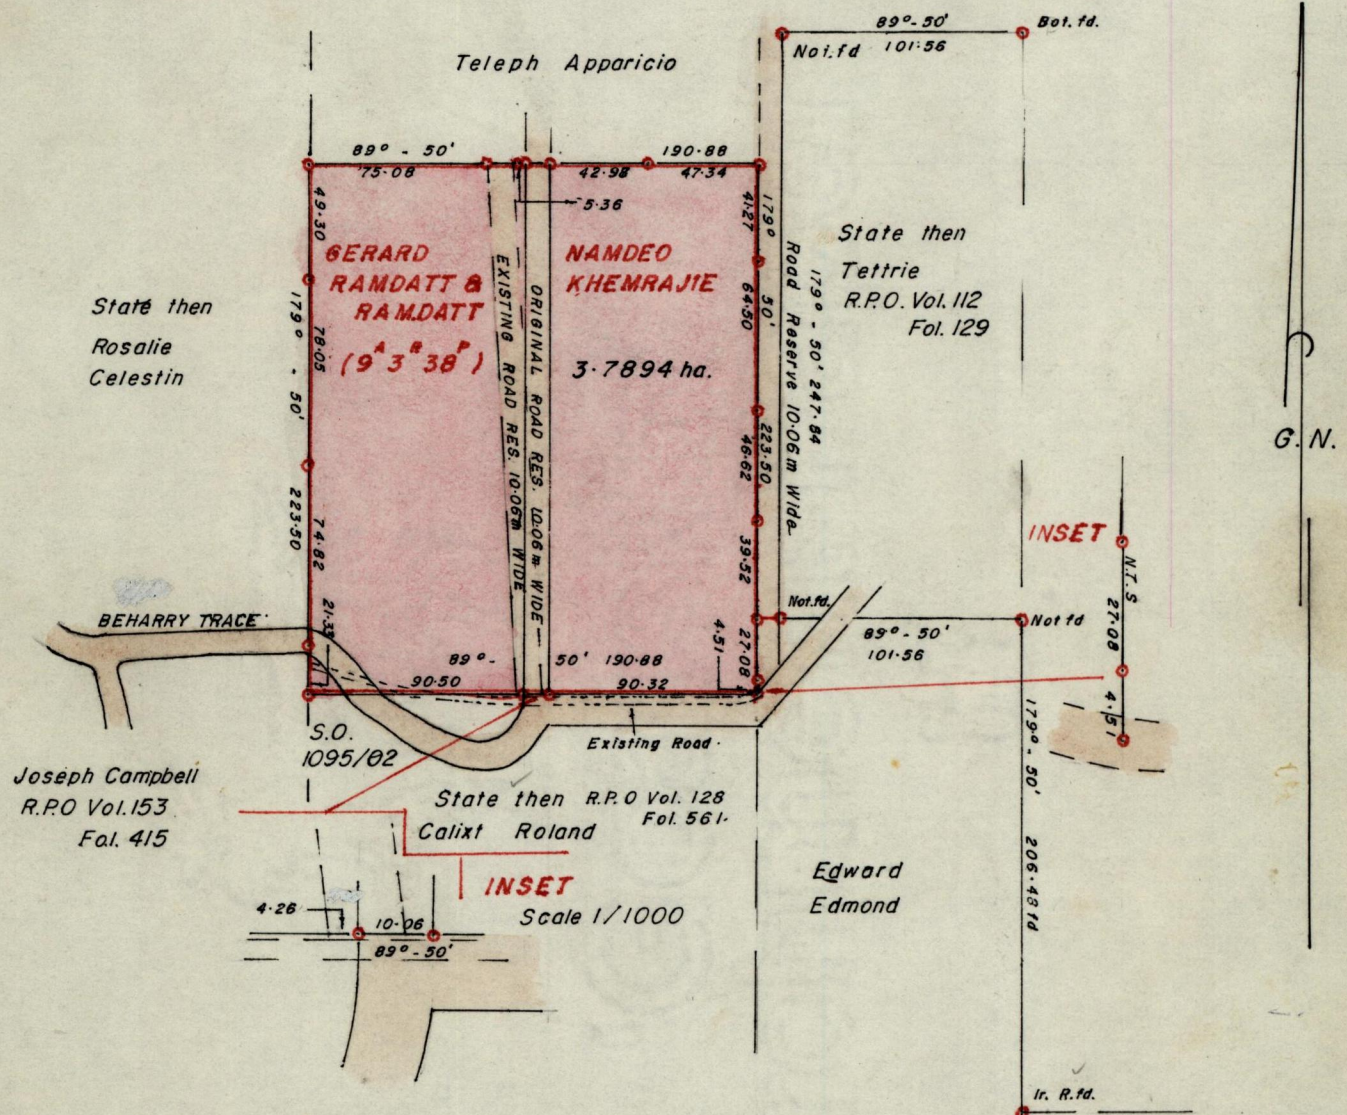 89°-50'
101·56
Bot. fd.
Not. fd
Teleph Apparicio
89° - 50'
75·08
190·88
42·98
47·34
5·36
49·30
179° - 50'
78·05
223·50
74·82
21·33
GERARD
RAMDATT &
RAMDATT
(9ᴬ 3ᴿ 38ᴾ)
EXISTING ROAD RES. 10·06m WIDE
ORIGINAL ROAD RES. 10·06m WIDE
NAMDEO
KHEMRAJIE
3·7894 ha.
41·27
179° 50'
64·50
223·50
46·62
39·52
27·08
4·51
Road Reserve 10·06m Wide
179° - 50' 247·84
State then
Tettrie
R.P.O. Vol. 112
Fol. 129
State then
Rosalie
Celestin
G.N.
INSET
N.T.S
27·08
4·51
BEHARRY TRACE
Not. fd.
Not fd
89° - 50'
101·56
89° - 50' 190·88
90·50
90·32
S.O.
1095/82
Existing Road
Joseph Campbell
R.P.O Vol. 153
Fol. 415
State then R.P.O Vol. 128
Fol. 561
Calixt Roland
INSET
Scale 1/1000
4·26
10·06
89° - 50'
Edward
Edmond
179° - 50' 206·48 fd
Ir. R. fd.